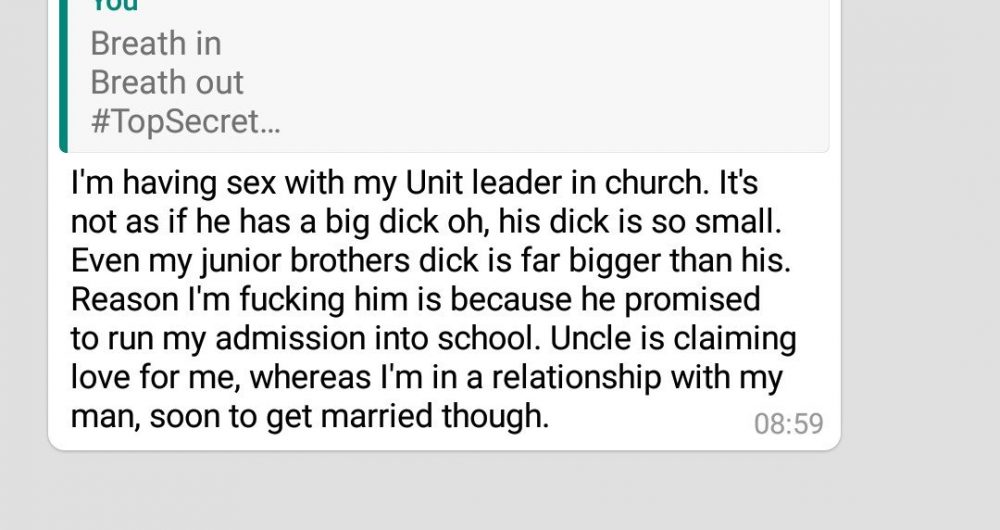 You
Breath in
Breath out
#TopSecret...
I'm having sex with my Unit leader in church. It's
not as if he has a big dick oh, his dick is so small.
Even my junior brothers dick is far bigger than his.
Reason I'm fucking him is because he promised
to run my admission into school. Uncle is claiming
love for me, whereas I'm in a relationship with my
man, soon to get married though.
08:59